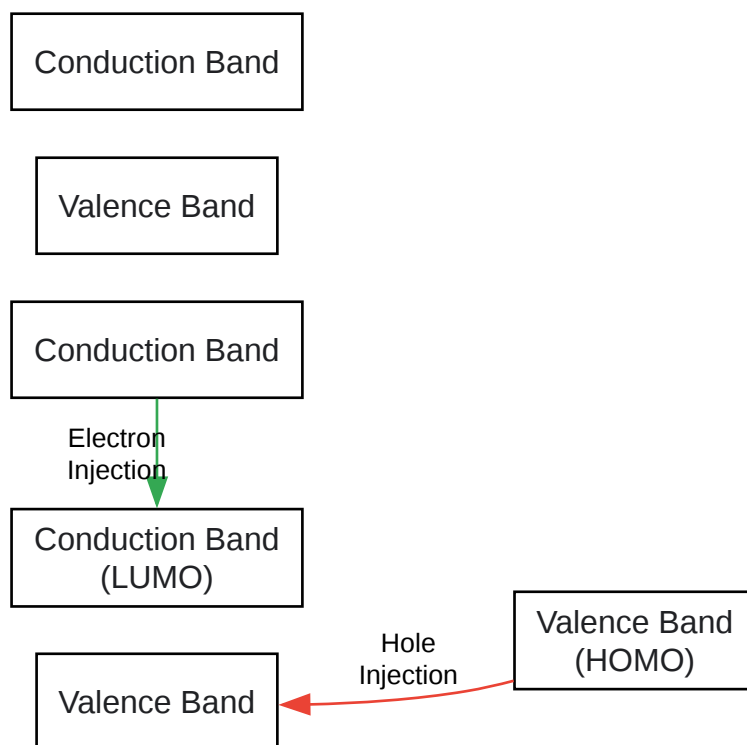 Conduction Band
Valence Band
Conduction Band
Electron
Injection
Conduction Band
(LUMO)
Valence Band
(HOMO)
Hole
Injection
Valence Band